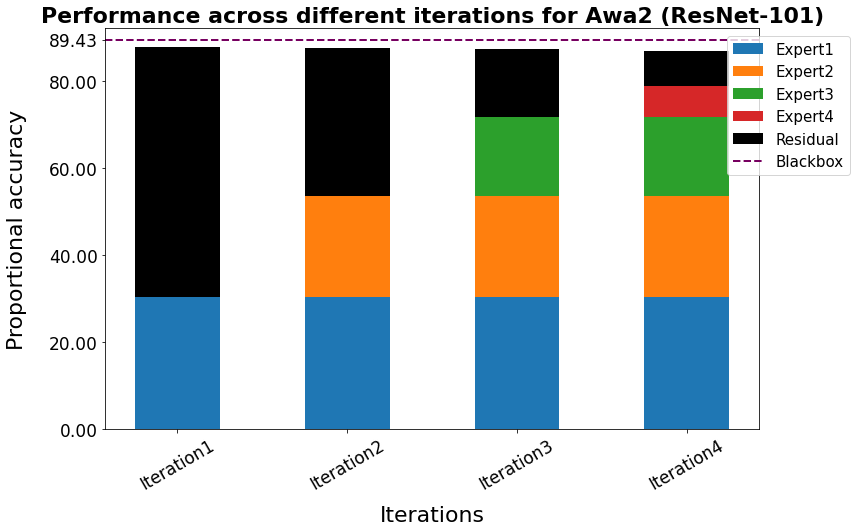 Performance across different iterations for Awa2 (ResNet-101)
Proportional accuracy
89.43
80.00
60.00
40.00
20.00
0.00
Expert1
Expert2
Expert3
Expert4
Residual
Blackbox
Iteration1
Iteration2
Iteration3
Iteration4
Iterations